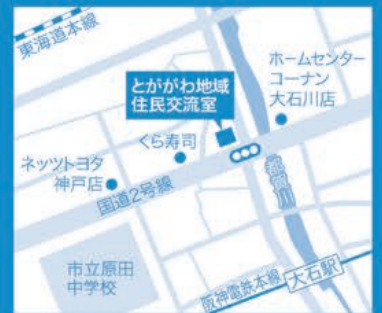 東海道本線
ホームセンター
コーナン
大石川店
とががわ地域
住民交流室
くら寿司
ネッツトヨタ
神戸店
国道2号線
都賀川
市立原田
中学校
阪神電鉄本線
大石駅